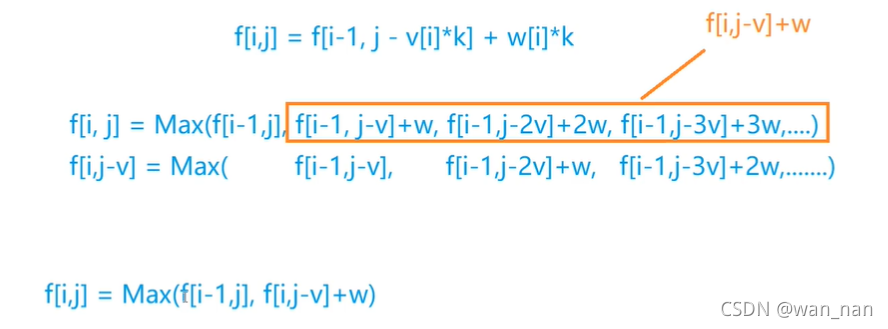 f[i,j] = f[i-1, j - v[i]*k] + w[i]*k
f[i,j-v]+w
f[i, j] = Max(f[i-1,j], f[i-1, j-v]+w, f[i-1,j-2v]+2w, f[i-1,j-3v]+3w,....)
f[i,j-v] = Max( f[i-1,j-v], f[i-1,j-2v]+w, f[i-1,j-3v]+2w,.......)
f[i,j] = Max(f[i-1,j], f[i,j-v]+w)
CSDN @wan_nan